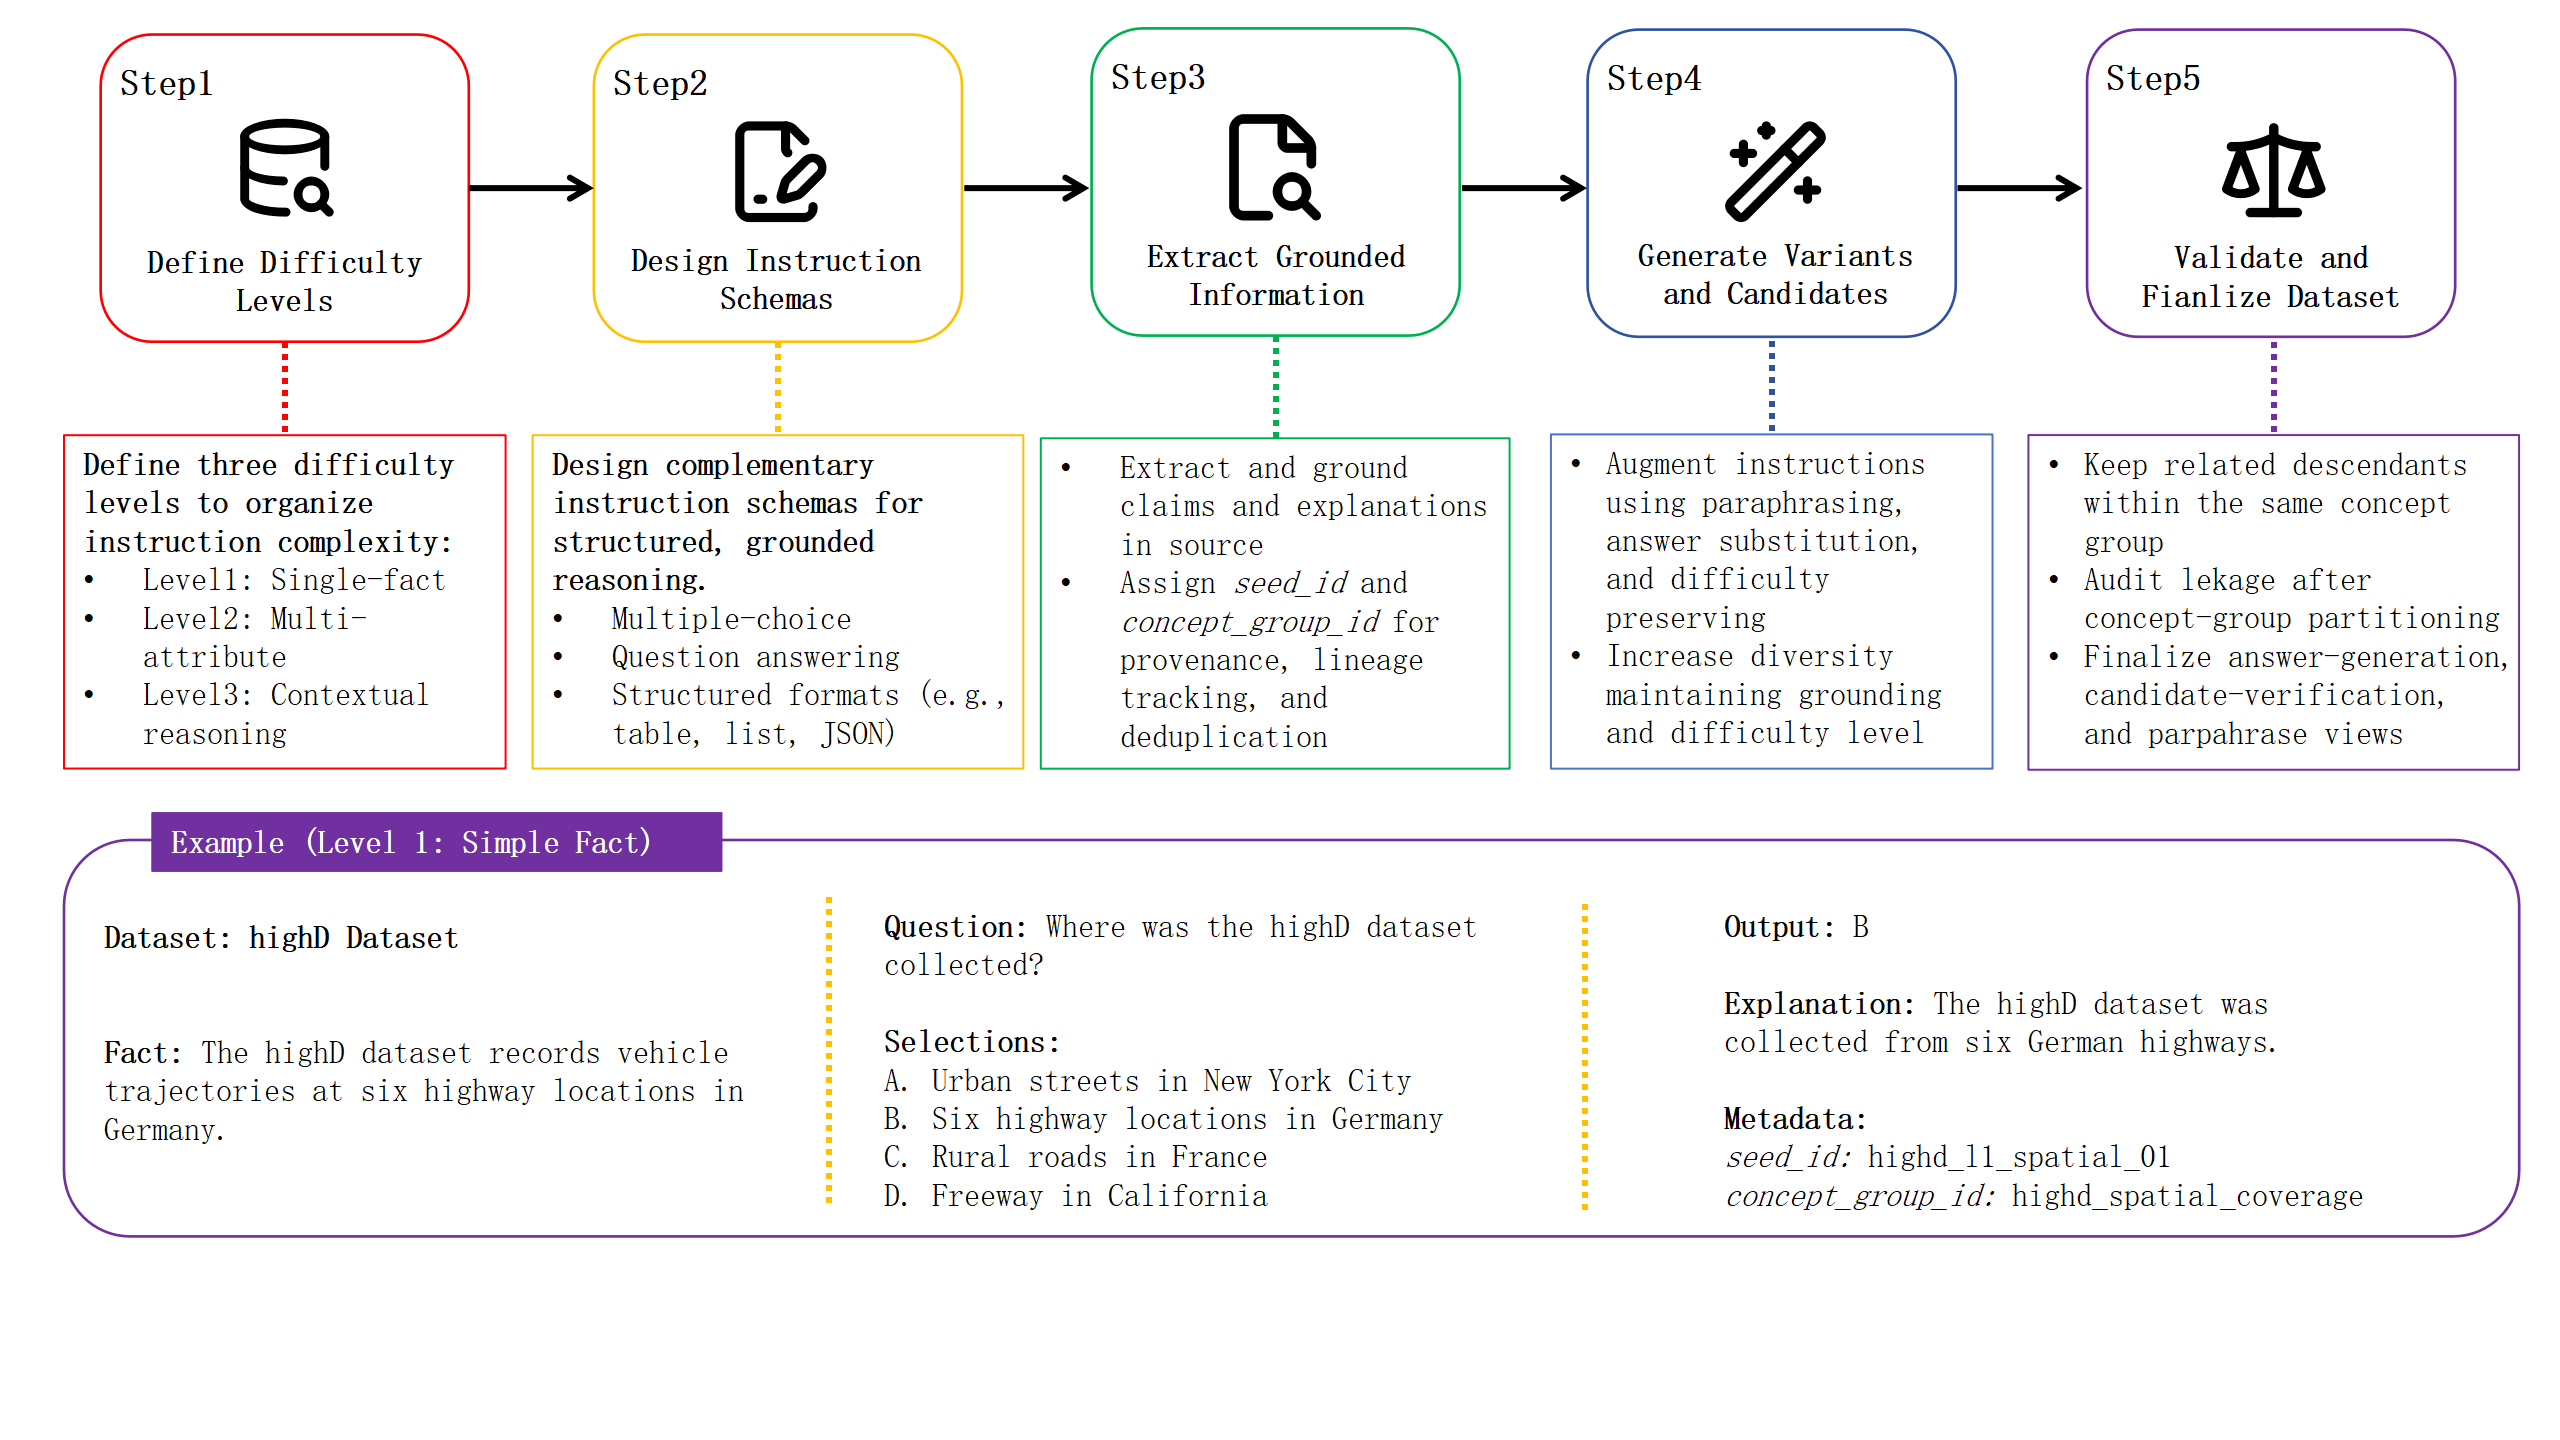 Step1
Define Difficulty
Levels
Step2
Design Instruction
Schemas
Step3
Extract Grounded
Information
Step4
Generate Variants
and Candidates
Step5
Validate and
Fianlize Dataset
Define three difficulty
levels to organize
instruction complexity:
• Level1: Single-fact
• Level2: Multi-
attribute
• Level3: Contextual
reasoning
Design complementary
instruction schemas for
structured, grounded
reasoning.
• Multiple-choice
• Question answering
• Structured formats (e.g.,
table, list, JSON)
• Extract and ground
claims and explanations
in source
• Assign seed_id and
concept_group_id for
provenance, lineage
tracking, and
deduplication
• Augment instructions
using paraphrasing,
answer substitution,
and difficulty
preserving
• Increase diversity
maintaining grounding
and difficulty level
• Keep related descendants
within the same concept
group
• Audit lekage after
concept-group partitioning
• Finalize answer-generation,
candidate-verification,
and parpahrase views
Example (Level 1: Simple Fact)
Dataset: highD Dataset
Fact: The highD dataset records vehicle
trajectories at six highway locations in
Germany.
Question: Where was the highD dataset
collected?
Selections:
A. Urban streets in New York City
B. Six highway locations in Germany
C. Rural roads in France
D. Freeway in California
Output: B
Explanation: The highD dataset was
collected from six German highways.
Metadata:
seed_id: highd_l1_spatial_01
concept_group_id: highd_spatial_coverage